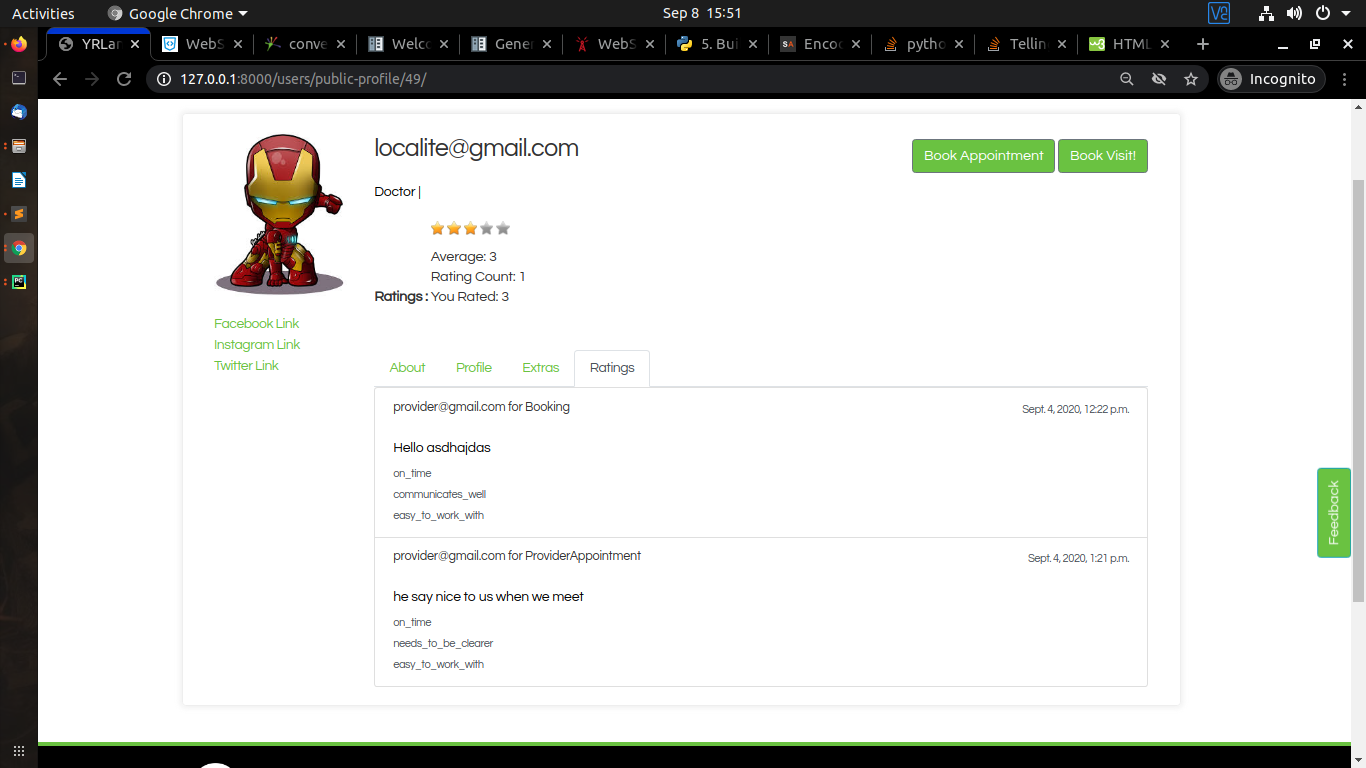 Activities
Google Chrome
Sep 8 15:51
YRLar
WebS
conve
Welco
Gener
WebS
5. Bui
Encod
pytho
Tellin
HTML
127.0.0.1:8000/users/public-profile/49/
Incognito
localite@gmail.com
Book Appointment
Book Visit!
Doctor |
Average: 3
Rating Count: 1
Ratings : You Rated: 3
Facebook Link
Instagram Link
Twitter Link
About
Profile
Extras
Ratings
provider@gmail.com for Booking
Sept. 4, 2020, 12:22 p.m.
Hello asdhajdas
on_time
communicates_well
easy_to_work_with
provider@gmail.com for ProviderAppointment
Sept. 4, 2020, 1:21 p.m.
he say nice to us when we meet
on_time
needs_to_be_clearer
easy_to_work_with
Feedback